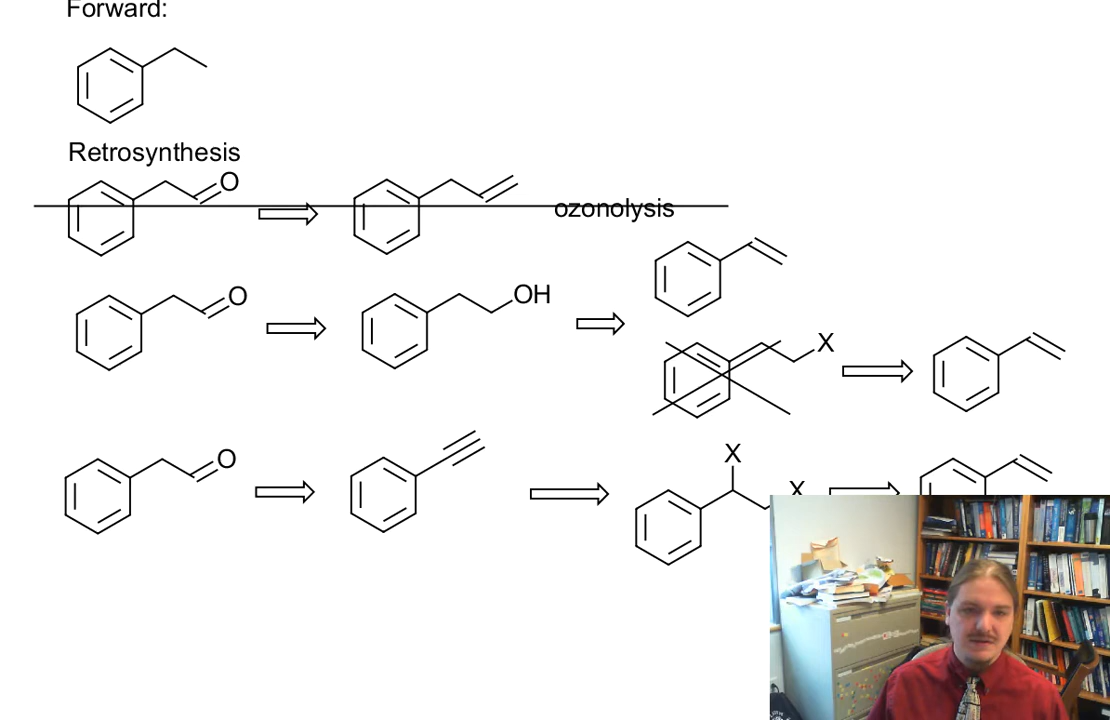 Forward:
Retrosynthesis
O
ozonolysis
O
OH
X
O
X
X